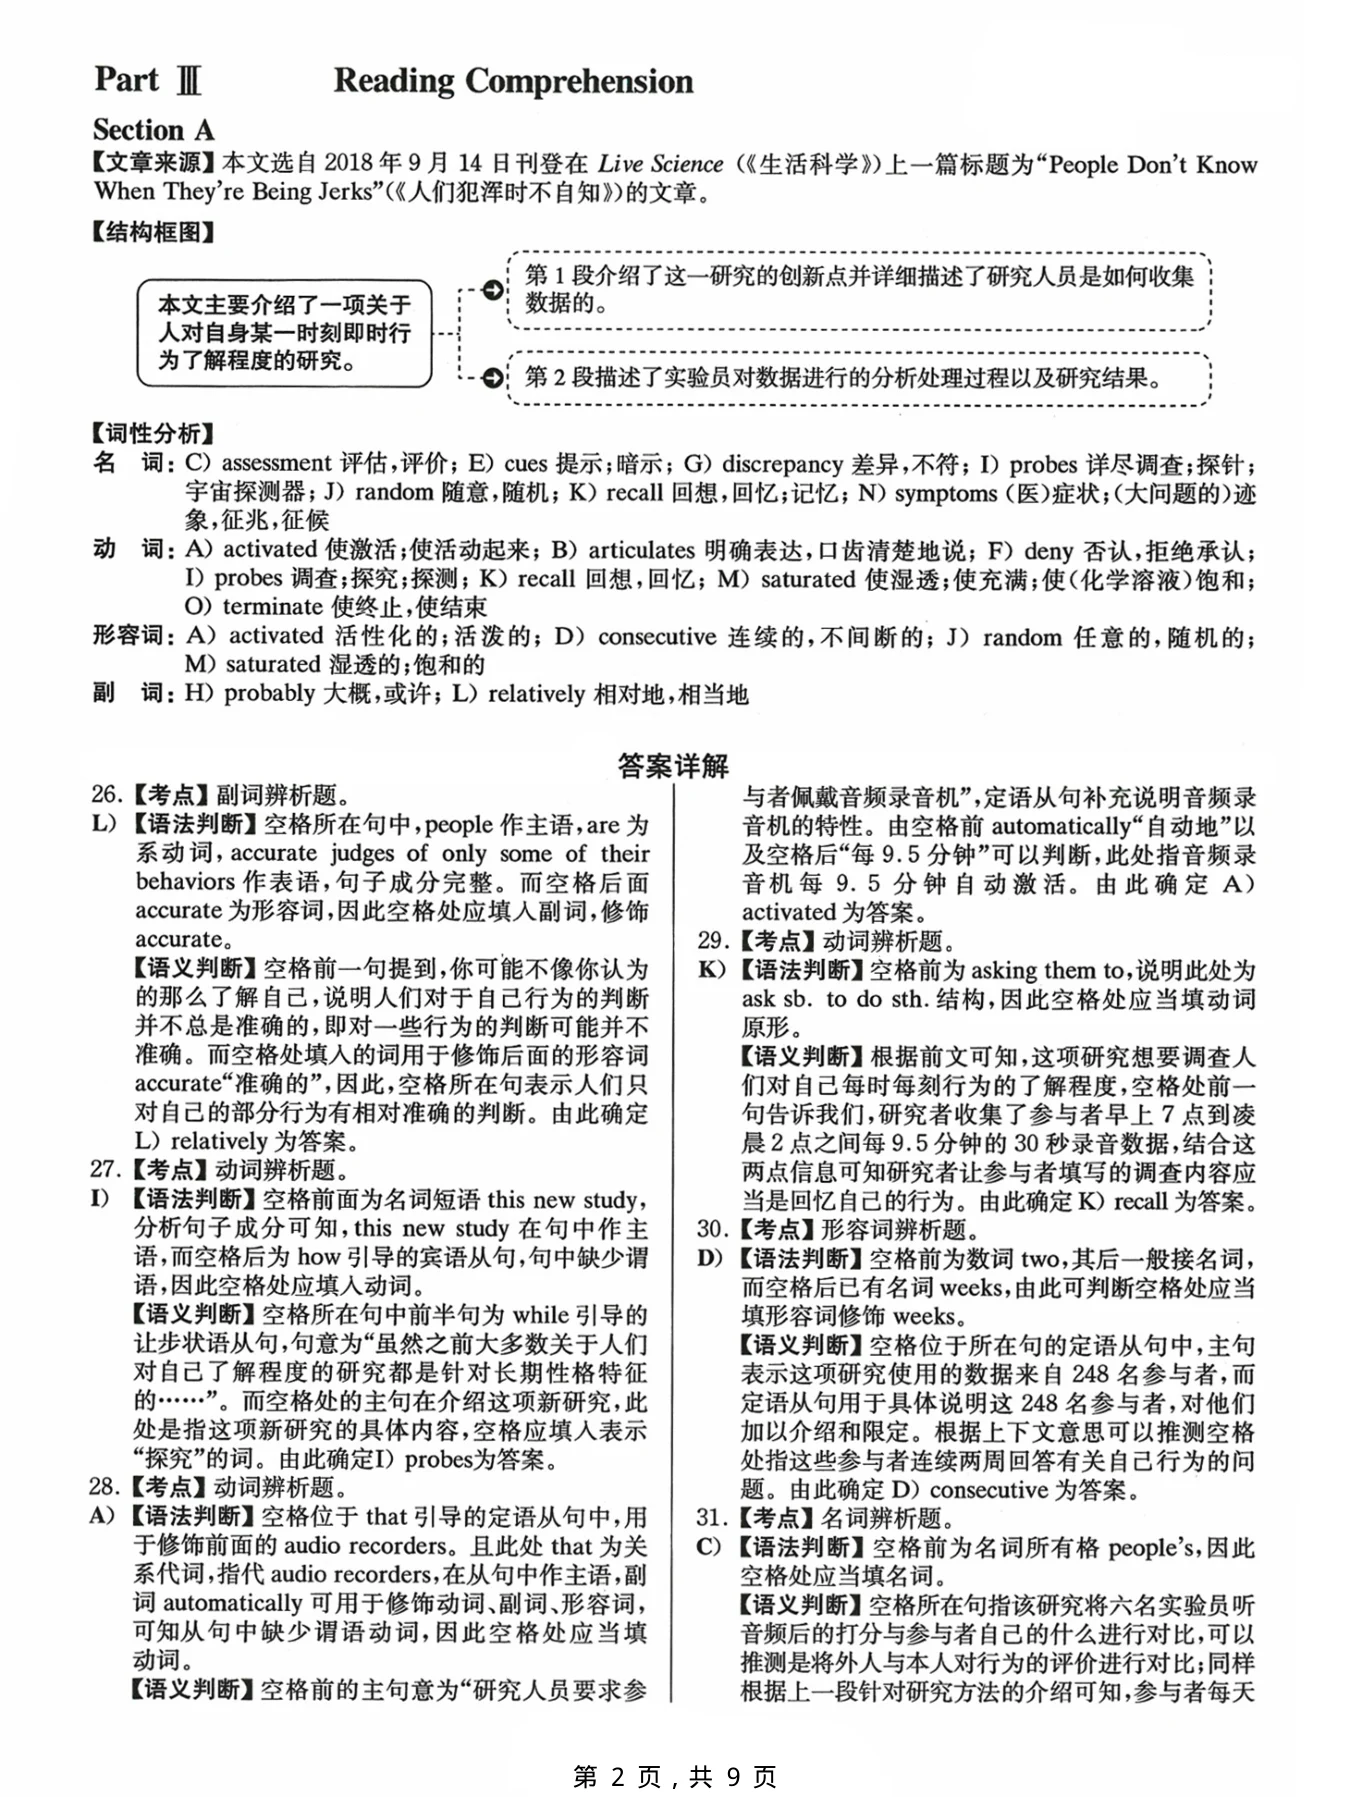 Part Ⅲ Reading Comprehension
Section A
【文章来源】本文选自 2018 年 9 月 14 日刊登在 Live Science（《生活科学》）上一篇标题为“People Don't Know
When They're Being Jerks”(《人们犯浑时不自知》)的文章。
【结构框图】
本文主要介绍了一项关于
人对自身某一时刻即时行
为了解程度的研究。
第 1 段介绍了这一研究的创新点并详细描述了研究人员是如何收集
数据的。
第 2 段描述了实验员对数据进行的分析处理过程以及研究结果。
【词性分析】
名 词：C）assessment 评估,评价；E）cues 提示;暗示；G）discrepancy 差异,不符；I）probes 详尽调查;探针;
宇宙探测器；J）random 随意,随机；K）recall 回想,回忆;记忆；N）symptoms（医)症状;(大问题的)迹
象,征兆,征候
动 词：A）activated 使激活;使活动起来；B）articulates 明确表达,口齿清楚地说；F）deny 否认,拒绝承认；
I）probes 调查;探究;探测；K）recall 回想,回忆；M）saturated 使湿透;使充满;使(化学溶液)饱和；
O）terminate 使终止,使结束
形容词：A）activated 活性化的;活泼的；D）consecutive 连续的,不间断的；J）random 任意的,随机的；
M）saturated 湿透的;饱和的
副 词：H）probably 大概,或许；L）relatively 相对地,相当地
答案详解
26.【考点】副词辨析题。
L）【语法判断】空格所在句中,people 作主语,are 为
系动词, accurate judges of only some of their
behaviors 作表语,句子成分完整。而空格后面
accurate 为形容词,因此空格处应填入副词,修饰
accurate。
【语义判断】空格前一句提到,你可能不像你认为
的那么了解自己,说明人们对于自己行为的判断
并不总是准确的,即对一些行为的判断可能并不
准确。而空格处填入的词用于修饰后面的形容词
accurate“准确的”,因此,空格所在句表示人们只
对自己的部分行为有相对准确的判断。由此确定
L）relatively 为答案。
27.【考点】动词辨析题。
I）【语法判断】空格前面为名词短语 this new study,
分析句子成分可知, this new study 在句中作主
语,而空格后为 how 引导的宾语从句,句中缺少谓
语,因此空格处应填入动词。
【语义判断】空格所在句中前半句为 while 引导的
让步状语从句,句意为“虽然之前大多数关于人们
对自己了解程度的研究都是针对长期性格特征
的……”。而空格处的主句在介绍这项新研究,此
处是指这项新研究的具体内容,空格应填入表示
“探究”的词。由此确定I）probes为答案。
28.【考点】动词辨析题。
A）【语法判断】空格位于 that 引导的定语从句中,用
于修饰前面的 audio recorders。且此处 that 为关
系代词,指代 audio recorders,在从句中作主语,副
词 automatically 可用于修饰动词、副词、形容词,
可知从句中缺少谓语动词,因此空格处应当填
动词。
【语义判断】空格前的主句意为“研究人员要求参
与者佩戴音频录音机”,定语从句补充说明音频录
音机的特性。由空格前 automatically“自动地”以
及空格后“每 9.5 分钟”可以判断,此处指音频录
音机每 9. 5 分钟自动激活。由此确定 A）
activated 为答案。
29.【考点】动词辨析题。
K）【语法判断】空格前为 asking them to,说明此处为
ask sb. to do sth. 结构,因此空格处应当填动词
原形。
【语义判断】根据前文可知,这项研究想要调查人
们对自己每时每刻行为的了解程度,空格处前一
句告诉我们,研究者收集了参与者早上 7 点到凌
晨 2 点之间每 9.5 分钟的 30 秒录音数据,结合这
两点信息可知研究者让参与者填写的调查内容应
当是回忆自己的行为。由此确定 K）recall 为答案。
30.【考点】形容词辨析题。
D）【语法判断】空格前为数词 two,其后一般接名词,
而空格后已有名词 weeks,由此可判断空格处应当
填形容词修饰 weeks。
【语义判断】空格位于所在句的定语从句中,主句
表示这项研究使用的数据来自 248 名参与者,而
定语从句用于具体说明这 248 名参与者,对他们
加以介绍和限定。根据上下文意思可以推测空格
处指这些参与者连续两周回答有关自己行为的问
题。由此确定 D）consecutive 为答案。
31.【考点】名词辨析题。
C）【语法判断】空格前为名词所有格 people's,因此
空格处应当填名词。
【语义判断】空格所在句指该研究将六名实验员听
音频后的打分与参与者自己的什么进行对比,可以
推测是将外人与本人对行为的评价进行对比;同样
根据上一段针对研究方法的介绍可知,参与者每天
第 2 页，共 9 页